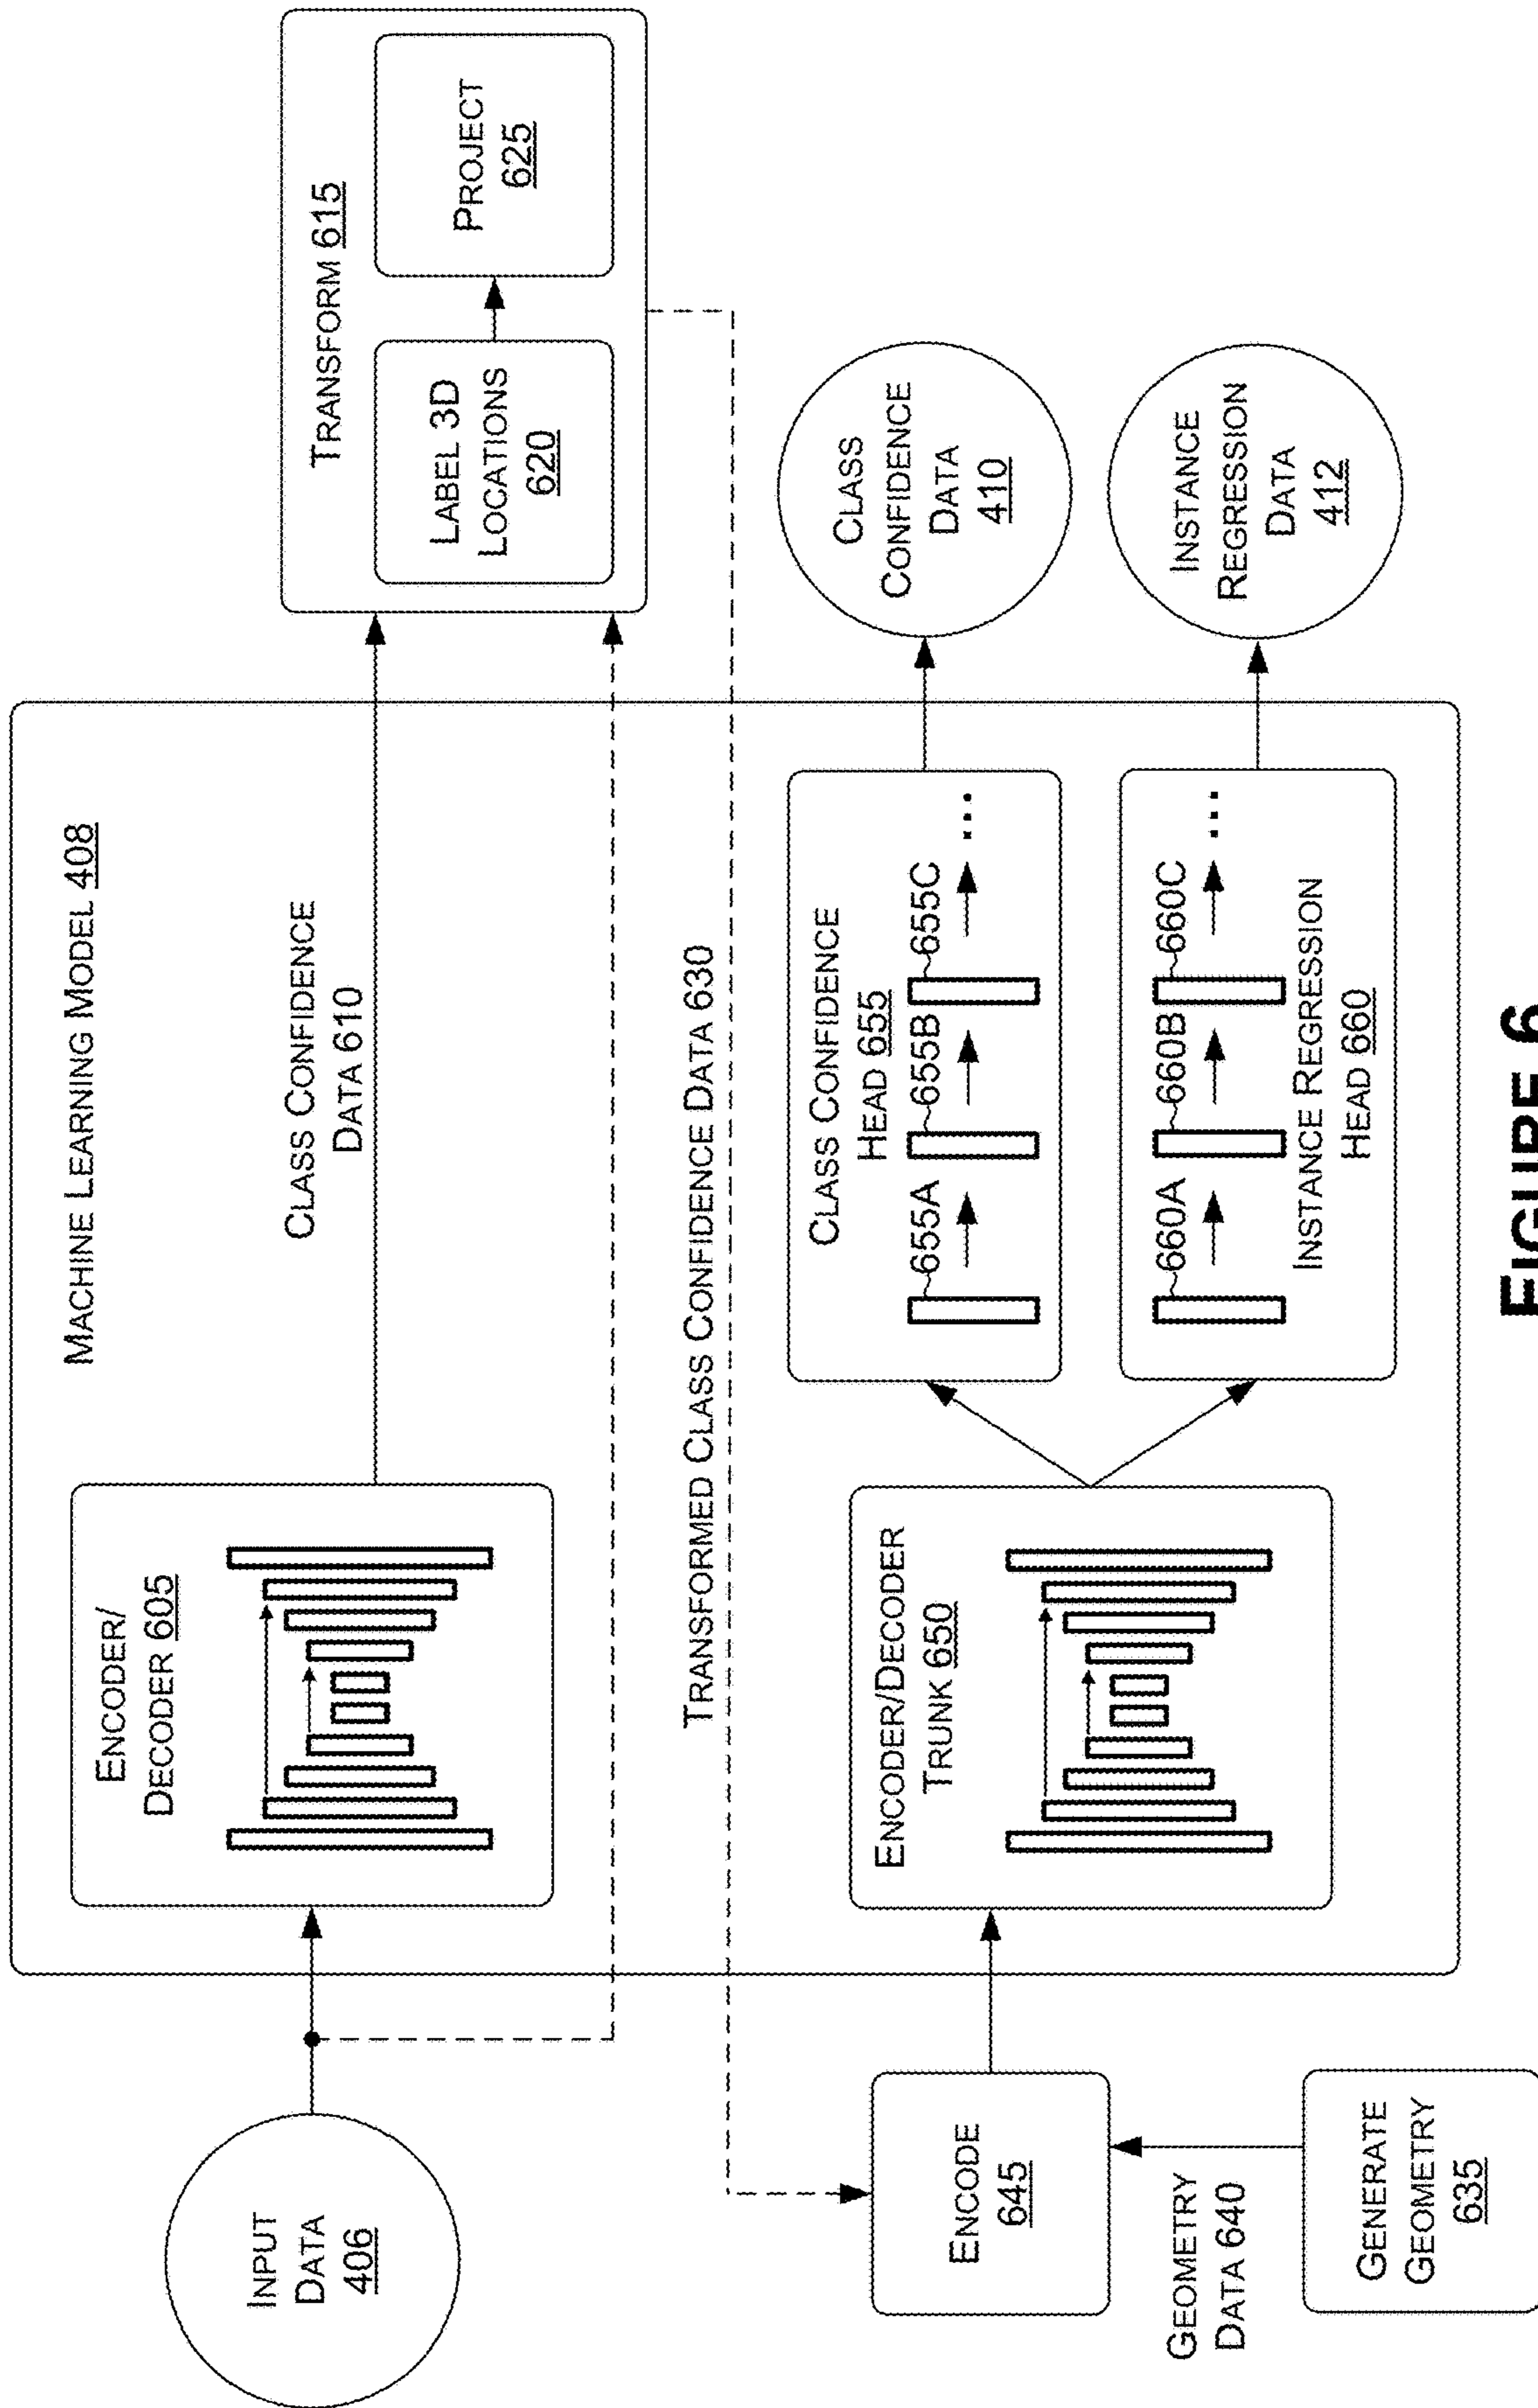 INPUT
DATA
406
MACHINE LEARNING MODEL 408
ENCODER/
DECODER 605
CLASS CONFIDENCE
DATA 610
TRANSFORM 615
LABEL 3D
LOCATIONS
620
PROJECT
625
TRANSFORMED CLASS CONFIDENCE DATA 630
ENCODE
645
GEOMETRY
DATA 640
GENERATE
GEOMETRY
635
ENCODER/DECODER
TRUNK 650
CLASS CONFIDENCE
HEAD 655
655A
655B
655C
...
660A
660B
660C
...
INSTANCE REGRESSION
HEAD 660
CLASS
CONFIDENCE
DATA
410
INSTANCE
REGRESSION
DATA
412
FIGURE 6